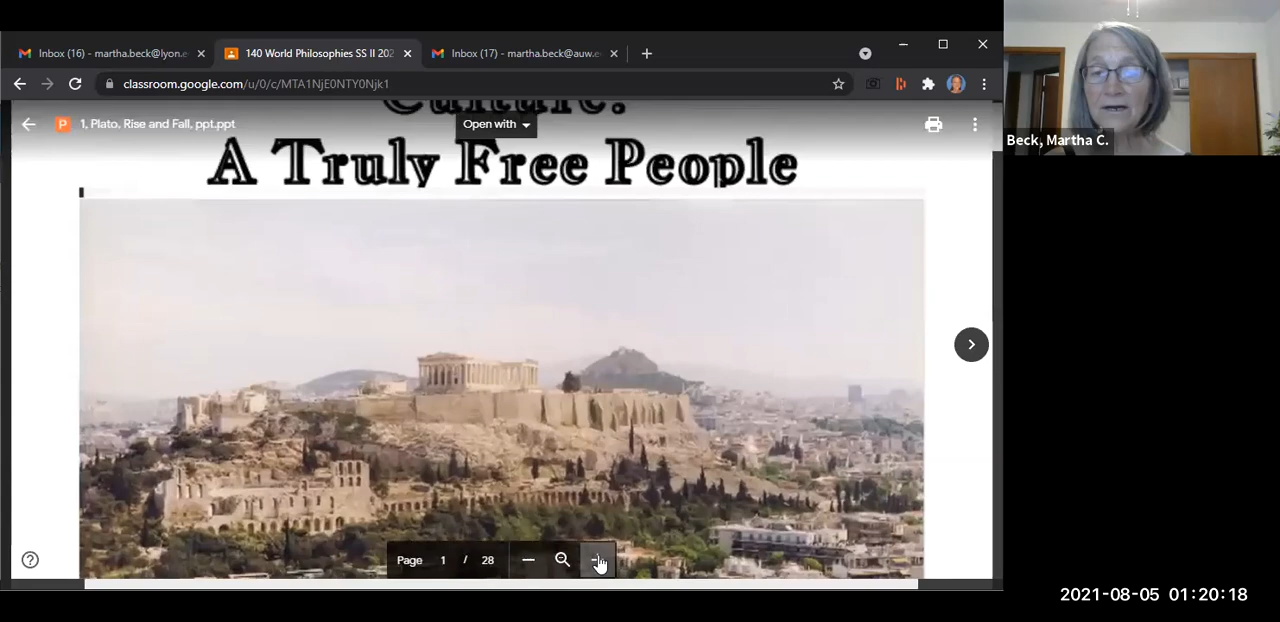 Inbox (16) - martha.beck@lyon.e
140 World Philosophies SS II 202
Inbox (17) - martha.beck@auw.e
classroom.google.com/u/0/c/MTA1NjE0NTY0Njk1
Culture:
1, Plato, Rise and Fall, ppt.ppt
Open with
A Truly Free People
Beck, Martha C.
Page 1 / 28
2021-08-05 01:20:18